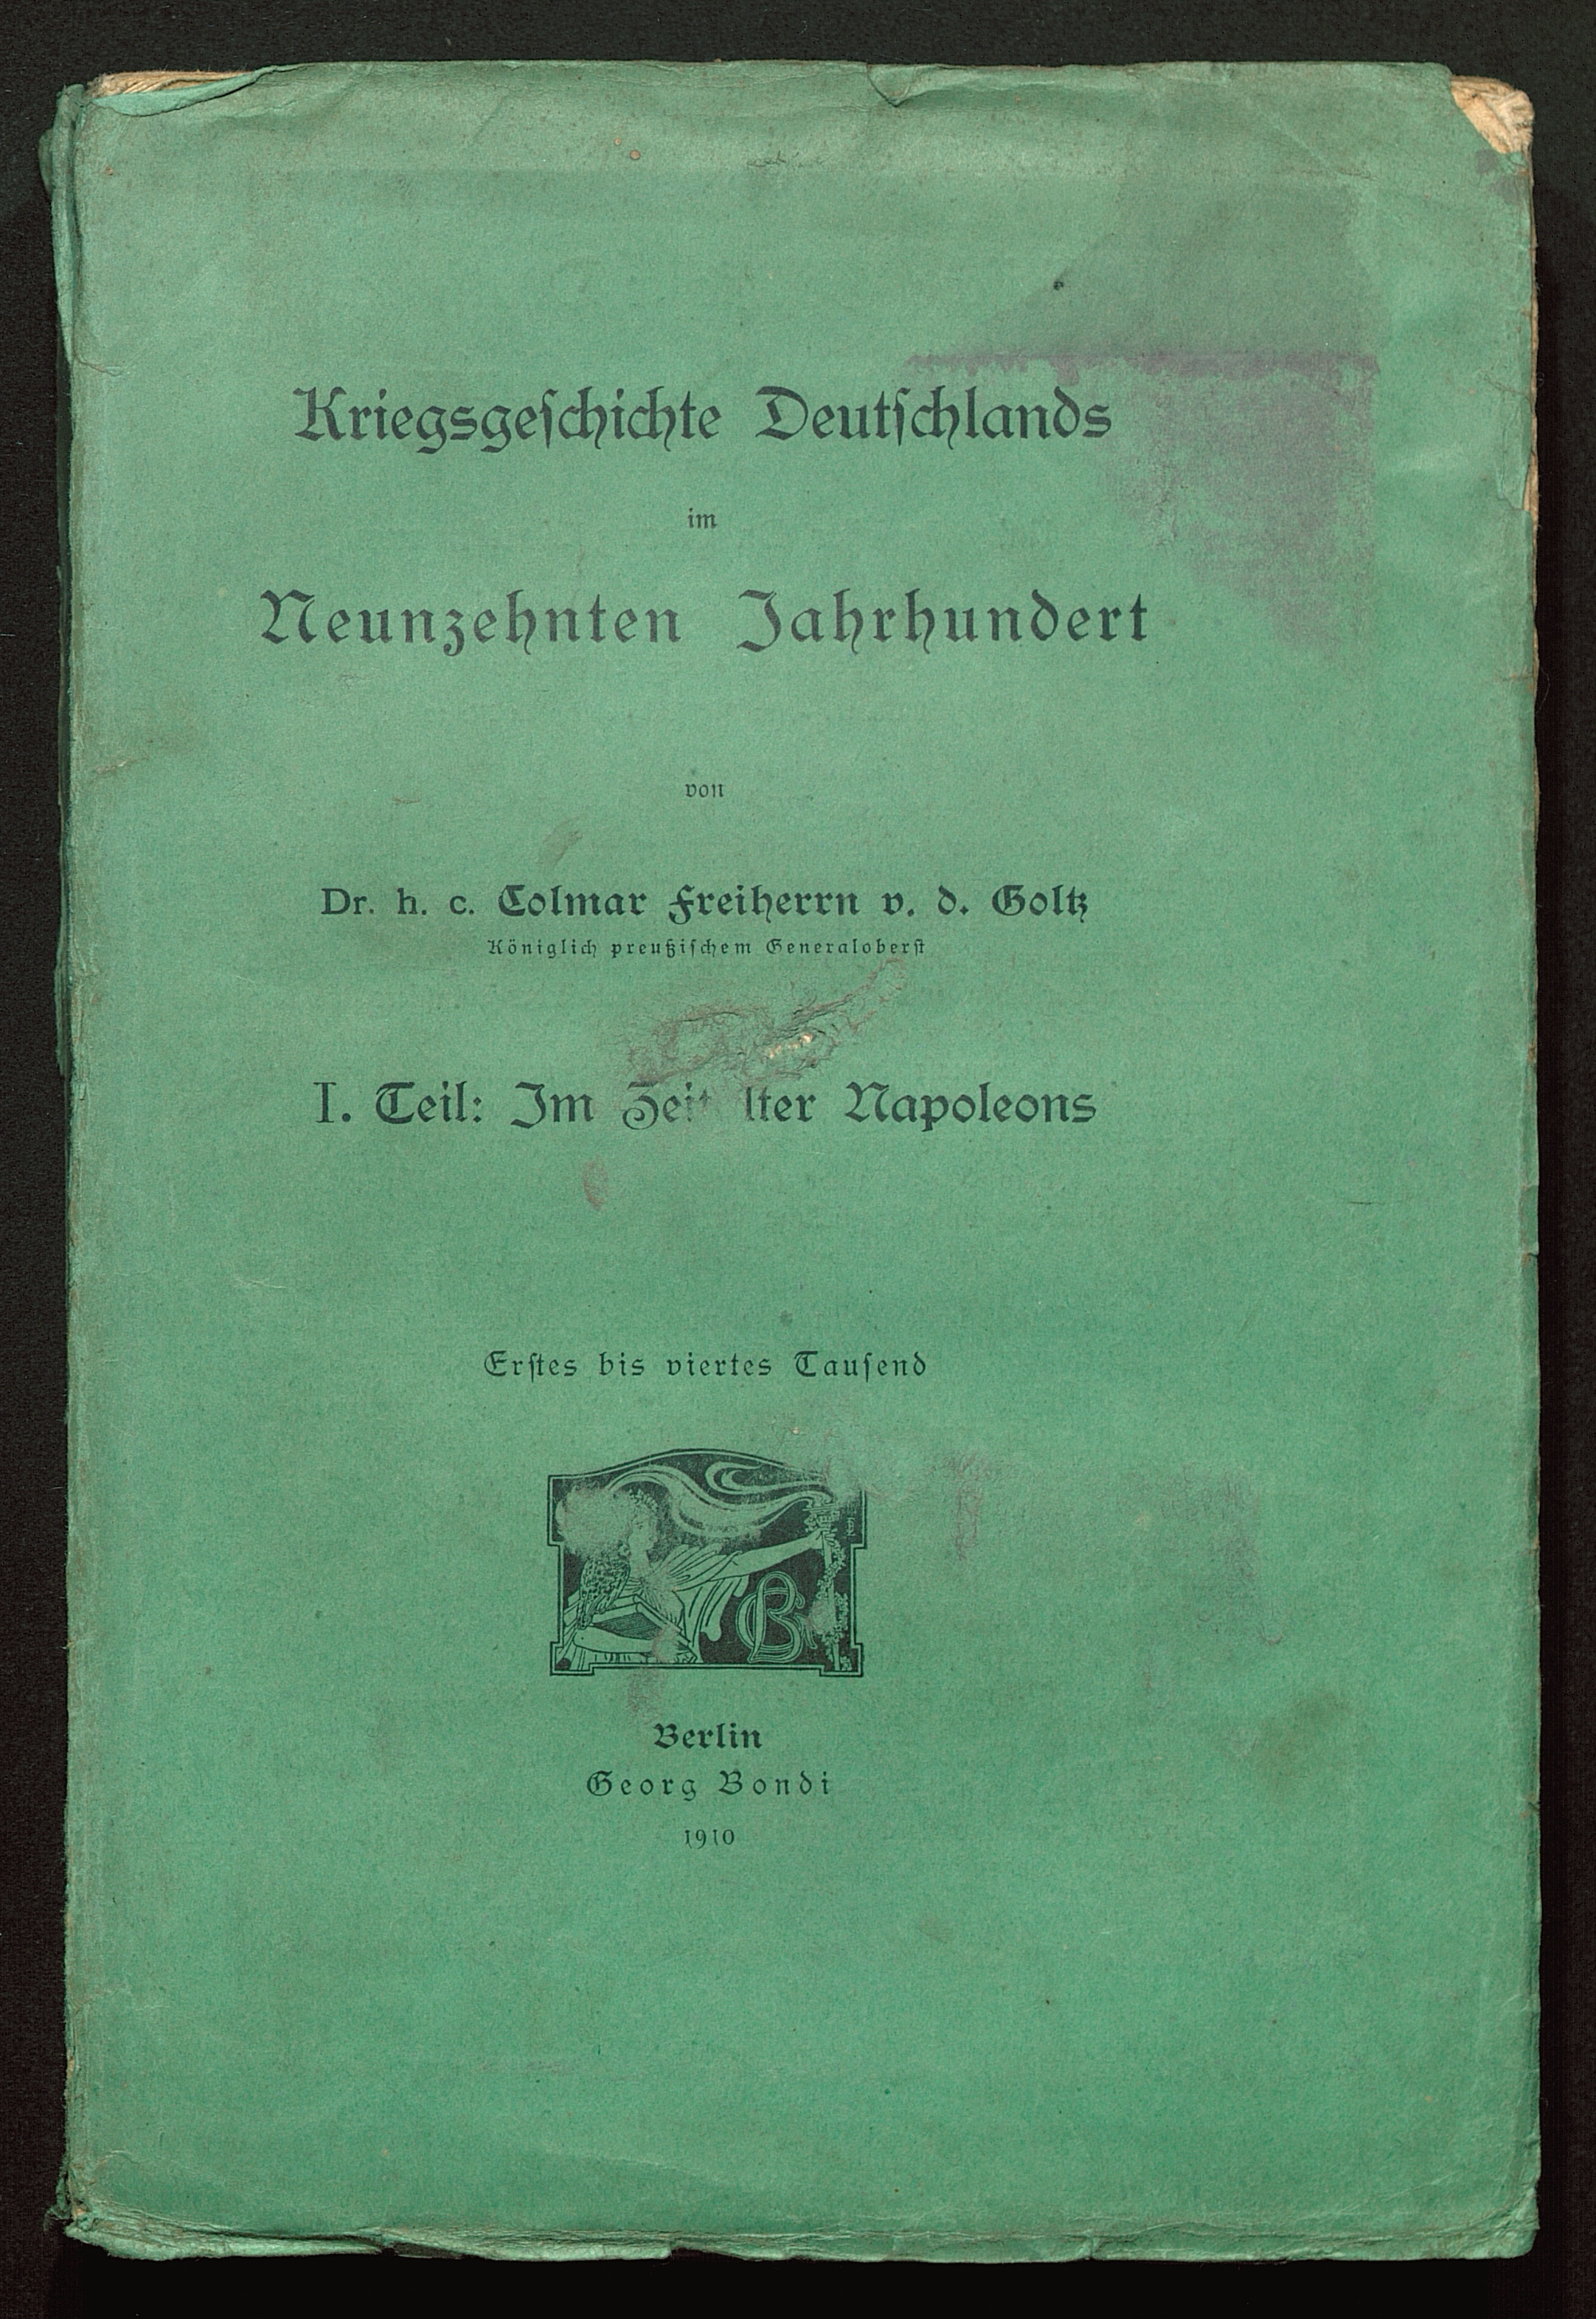 Kriegsgeſchichte Deutſchlands
im
Neunzehnten Jahrhundert
von
Dr. h. c. Colmar Freiherrn v. d. Goltz
Königlich preußiſchem Generaloberſt
I. Teil: Im Napoleons
Erſtes bis viertes Tauſend
B
Berlin
Georg Bondi
1910